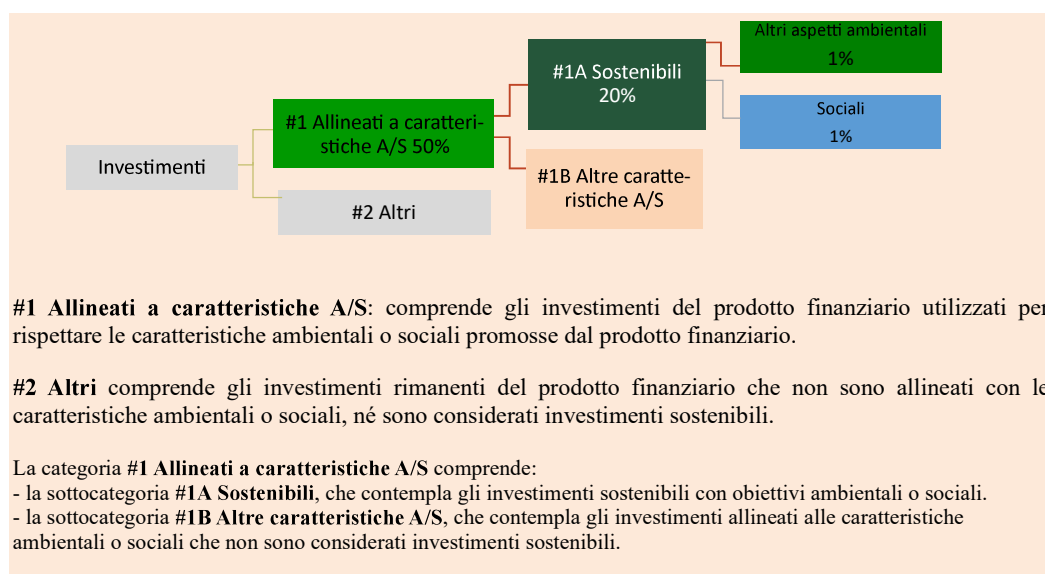 Altri aspetti ambientali
1%
#1A Sostenibili
20%
Sociali
1%
#1 Allineati a caratteri-
stiche A/S 50%
Investimenti
#1B Altre caratte-
ristiche A/S
#2 Altri
#1 Allineati a caratteristiche A/S: comprende gli investimenti del prodotto finanziario utilizzati per
rispettare le caratteristiche ambientali o sociali promosse dal prodotto finanziario.
#2 Altri comprende gli investimenti rimanenti del prodotto finanziario che non sono allineati con le
caratteristiche ambientali o sociali, né sono considerati investimenti sostenibili.
La categoria #1 Allineati a caratteristiche A/S comprende:
- la sottocategoria #1A Sostenibili, che contempla gli investimenti sostenibili con obiettivi ambientali o sociali.
- la sottocategoria #1B Altre caratteristiche A/S, che contempla gli investimenti allineati alle caratteristiche
ambientali o sociali che non sono considerati investimenti sostenibili.